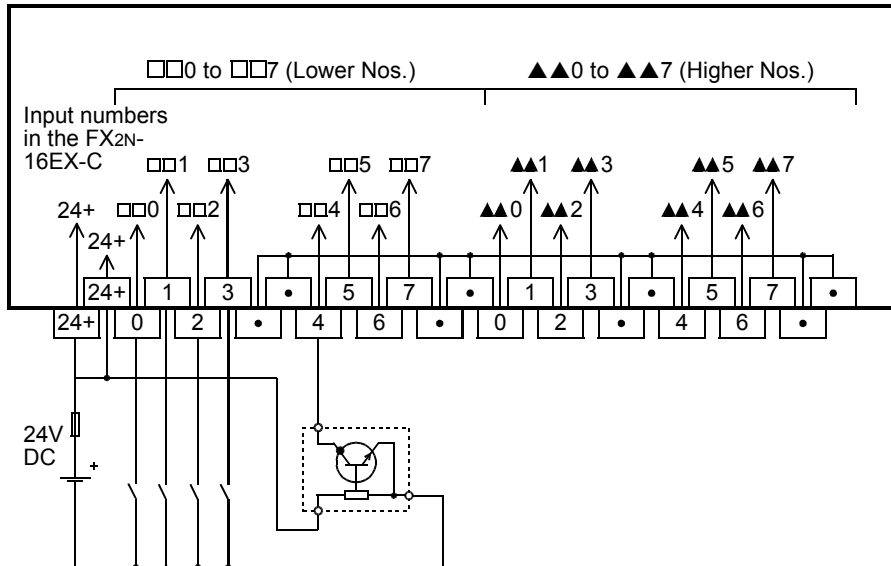 □□0 to □□7 (Lower Nos.) ▲▲0 to ▲▲7 (Higher Nos.)
Input numbers
in the FX2N-
16EX-C
□□1 □□3 □□5 □□7 ▲▲1 ▲▲3 ▲▲5 ▲▲7
24+ □□0 □□2 □□4 □□6 ▲▲0 ▲▲2 ▲▲4 ▲▲6
24+
24+ 1 3 • 5 7 • 1 3 • 5 7 •
24+ 0 2 • 4 6 • 0 2 • 4 6 •
24V
DC
+